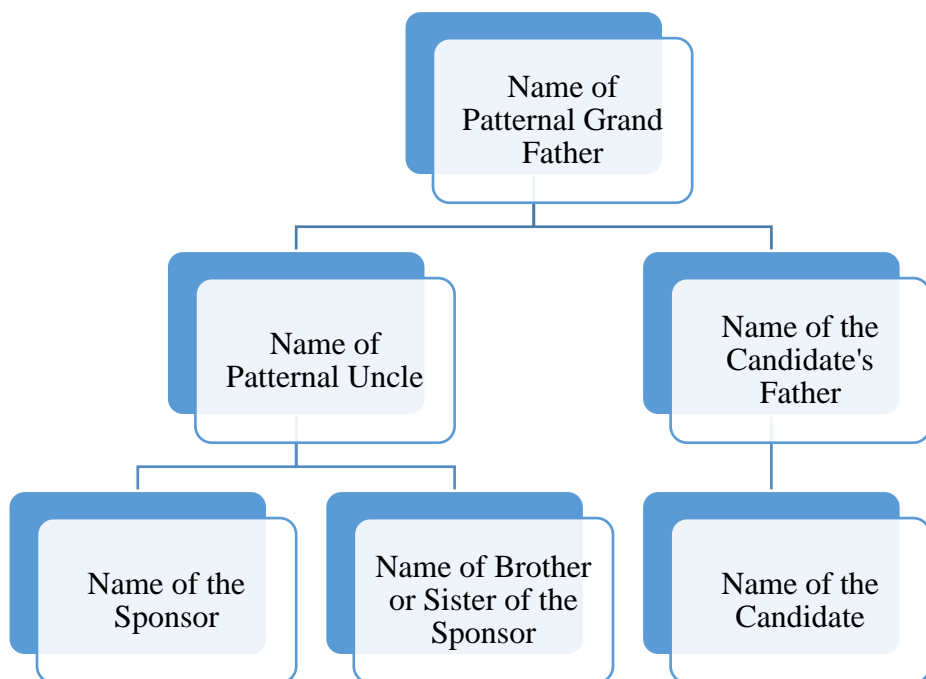 Name of
Patternal Grand
Father
Name of
Patternal Uncle
Name of the
Candidate's
Father
Name of the
Sponsor
Name of Brother
or Sister of the
Sponsor
Name of the
Candidate